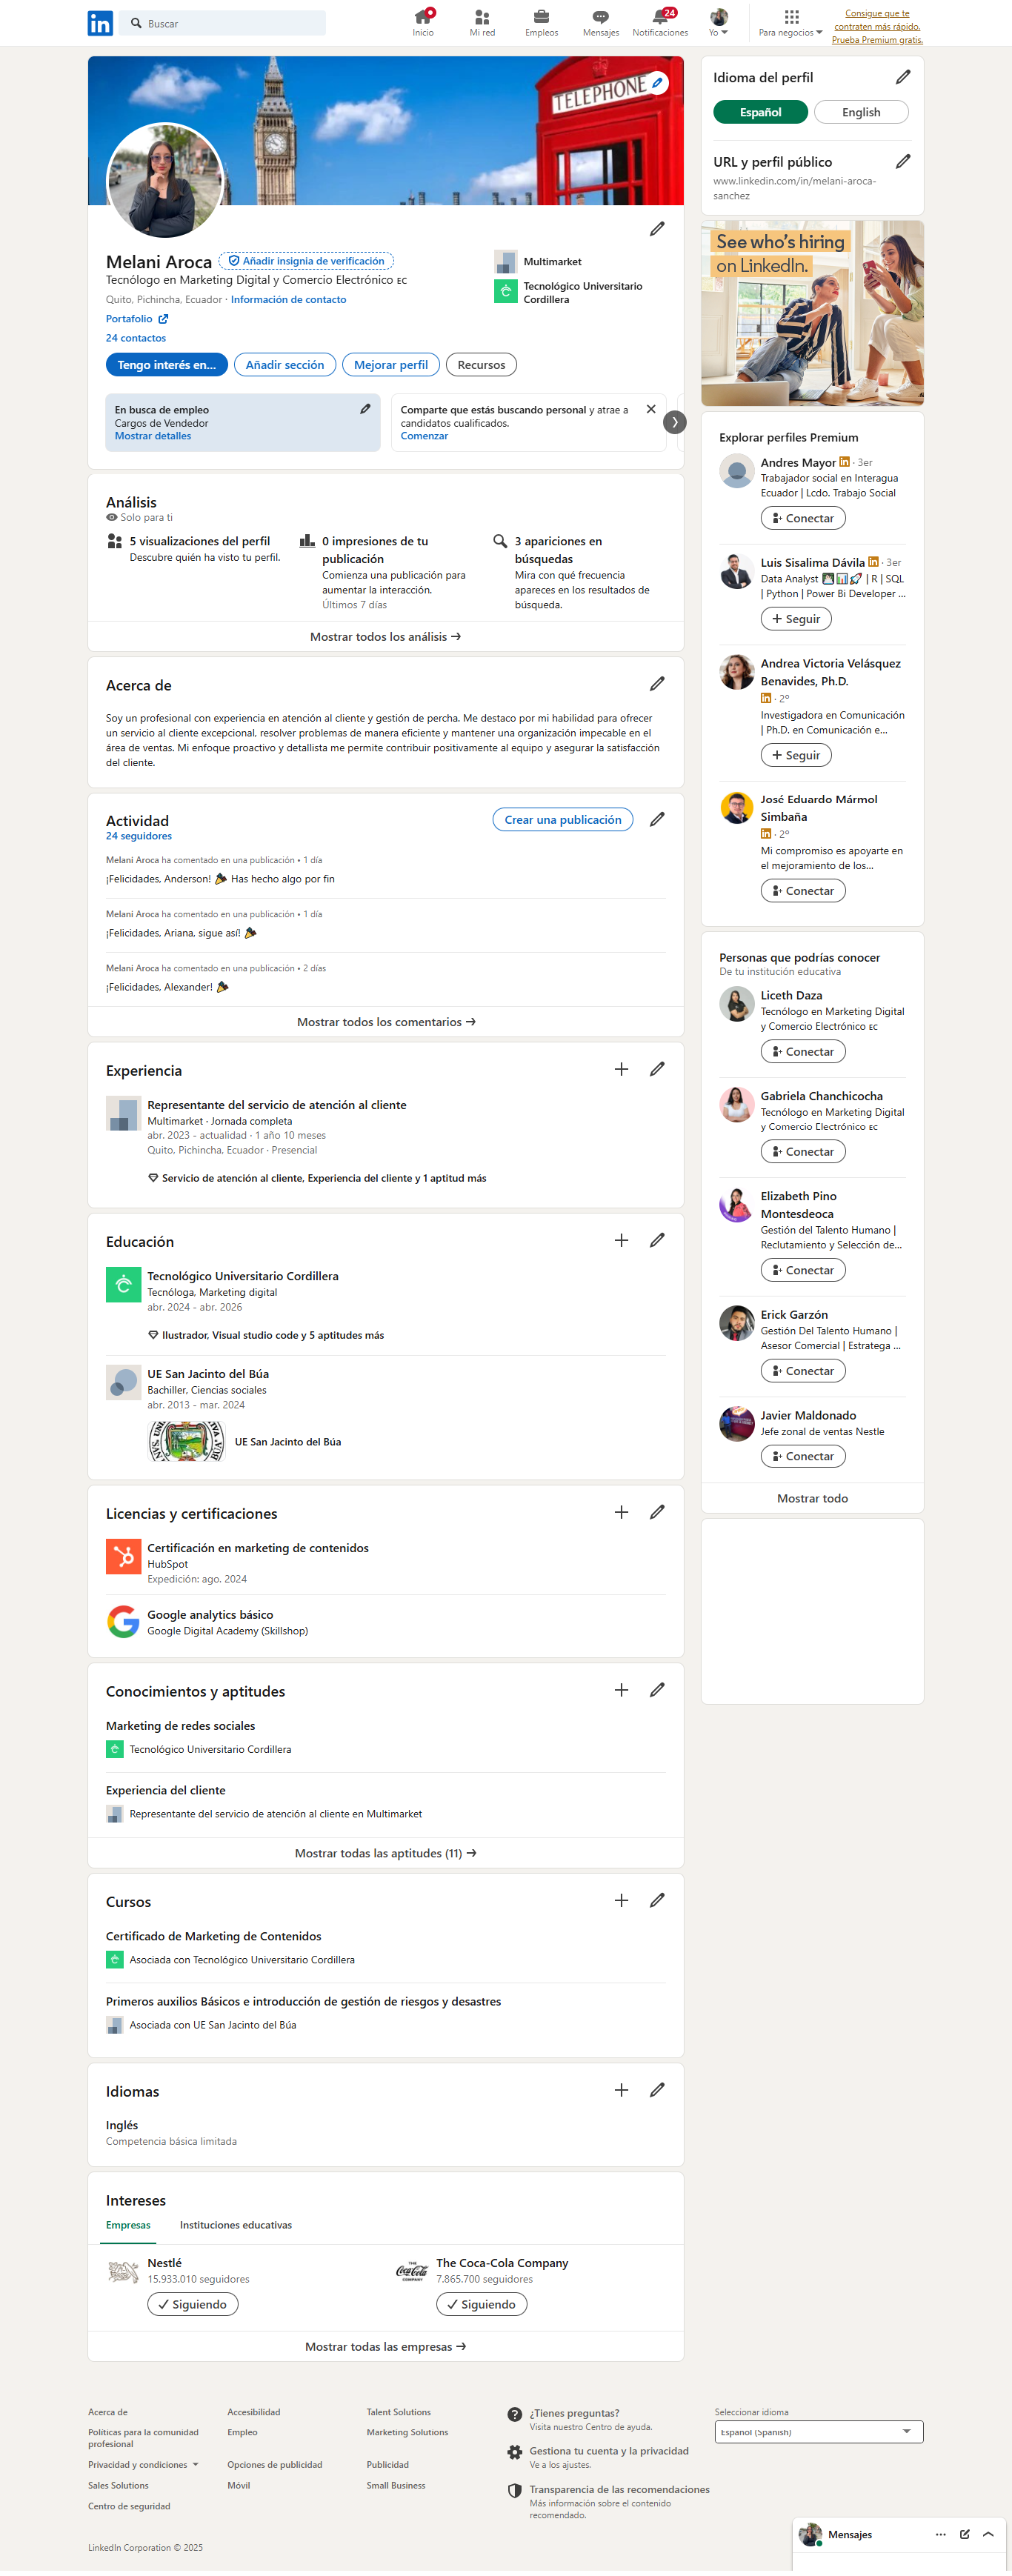 Buscar
Inicio
Mi red
Empleos
Mensajes
24
Notificaciones
Yo
Para negocios
Consigue que te
contraten más rápido.
Prueba Premium gratis.
TELEPHONE
Melani Aroca
Añadir insignia de verificación
Tecnólogo en Marketing Digital y Comercio Electrónico ᴇᴄ
Quito, Pichincha, Ecuador · Información de contacto
Portafolio
24 contactos
Multimarket
Tecnológico Universitario
Cordillera
Tengo interés en...
Añadir sección
Mejorar perfil
Recursos
En busca de empleo
Cargos de Vendedor
Mostrar detalles
Comparte que estás buscando personal y atrae a
candidatos cualificados.
Comenzar
Análisis
Solo para ti
5 visualizaciones del perfil
Descubre quién ha visto tu perfil.
0 impresiones de tu
publicación
Comienza una publicación para
aumentar la interacción.
Últimos 7 días
3 apariciones en
búsquedas
Mira con qué frecuencia
apareces en los resultados de
búsqueda.
Mostrar todos los análisis
Acerca de
Soy un profesional con experiencia en atención al cliente y gestión de percha. Me destaco por mi habilidad para ofrecer
un servicio al cliente excepcional, resolver problemas de manera eficiente y mantener una organización impecable en el
área de ventas. Mi enfoque proactivo y detallista me permite contribuir positivamente al equipo y asegurar la satisfacción
del cliente.
Actividad
24 seguidores
Crear una publicación
Melani Aroca ha comentado en una publicación • 1 día
¡Felicidades, Anderson! 🎉 Has hecho algo por fin
Melani Aroca ha comentado en una publicación • 1 día
¡Felicidades, Ariana, sigue así! 🎉
Melani Aroca ha comentado en una publicación • 2 días
¡Felicidades, Alexander! 🎉
Mostrar todos los comentarios
Experiencia
Representante del servicio de atención al cliente
Multimarket · Jornada completa
abr. 2023 - actualidad · 1 año 10 meses
Quito, Pichincha, Ecuador · Presencial
Servicio de atención al cliente, Experiencia del cliente y 1 aptitud más
Educación
Tecnológico Universitario Cordillera
Tecnóloga, Marketing digital
abr. 2024 - abr. 2026
Ilustrador, Visual studio code y 5 aptitudes más
UE San Jacinto del Búa
Bachiller, Ciencias sociales
abr. 2013 - mar. 2024
UE San Jacinto del Búa
Licencias y certificaciones
Certificación en marketing de contenidos
HubSpot
Expedición: ago. 2024
Google analytics básico
Google Digital Academy (Skillshop)
Conocimientos y aptitudes
Marketing de redes sociales
Tecnológico Universitario Cordillera
Experiencia del cliente
Representante del servicio de atención al cliente en Multimarket
Mostrar todas las aptitudes (11)
Cursos
Certificado de Marketing de Contenidos
Asociada con Tecnológico Universitario Cordillera
Primeros auxilios Básicos e introducción de gestión de riesgos y desastres
Asociada con UE San Jacinto del Búa
Idiomas
Inglés
Competencia básica limitada
Intereses
Empresas
Instituciones educativas
Nestlé
15.933.010 seguidores
Siguiendo
THE
Coca-Cola
COMPANY
The Coca-Cola Company
7.865.700 seguidores
Siguiendo
Mostrar todas las empresas
Idioma del perfil
Español
English
URL y perfil público
www.linkedin.com/in/melani-aroca-
sanchez
See who's hiring
on LinkedIn.
Explorar perfiles Premium
Andres Mayor · 3er
Trabajador social en Interagua
Ecuador | Lcdo. Trabajo Social
Conectar
Luis Sisalima Dávila · 3er
Data Analyst | R | SQL
| Python | Power Bi Developer ...
Seguir
Andrea Victoria Velásquez
Benavides, Ph.D.
· 2º
Investigadora en Comunicación
| Ph.D. en Comunicación e...
Seguir
José Eduardo Mármol
Simbaña
· 2º
Mi compromiso es apoyarte en
el mejoramiento de los...
Conectar
Personas que podrías conocer
De tu institución educativa
Liceth Daza
Tecnólogo en Marketing Digital
y Comercio Electrónico ᴇᴄ
Conectar
Gabriela Chanchicocha
Tecnólogo en Marketing Digital
y Comercio Electrónico ᴇᴄ
Conectar
Elizabeth Pino
Montesdeoca
Gestión del Talento Humano |
Reclutamiento y Selección de...
Conectar
Erick Garzón
Gestión Del Talento Humano |
Asesor Comercial | Estratega ...
Conectar
Javier Maldonado
Jefe zonal de ventas Nestle
Conectar
Mostrar todo
Acerca de
Accesibilidad
Talent Solutions
Políticas para la comunidad
profesional
Empleo
Marketing Solutions
Privacidad y condiciones
Opciones de publicidad
Publicidad
Sales Solutions
Móvil
Small Business
Centro de seguridad
¿Tienes preguntas?
Visita nuestro Centro de ayuda.
Gestiona tu cuenta y la privacidad
Ve a los ajustes.
Transparencia de las recomendaciones
Más información sobre el contenido
recomendado.
Seleccionar idioma
Español (Spanish)
LinkedIn Corporation © 2025
Mensajes